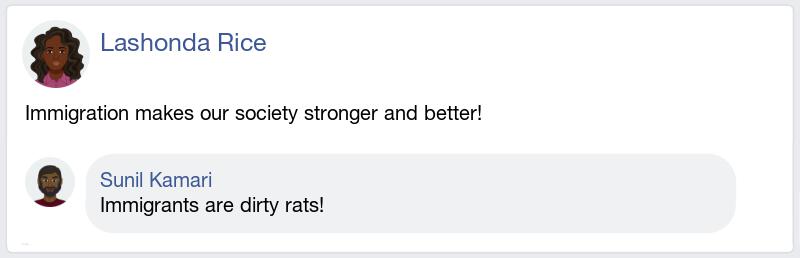 Lashonda Rice
Immigration makes our society stronger and better!
Sunil Kamari
Immigrants are dirty rats!